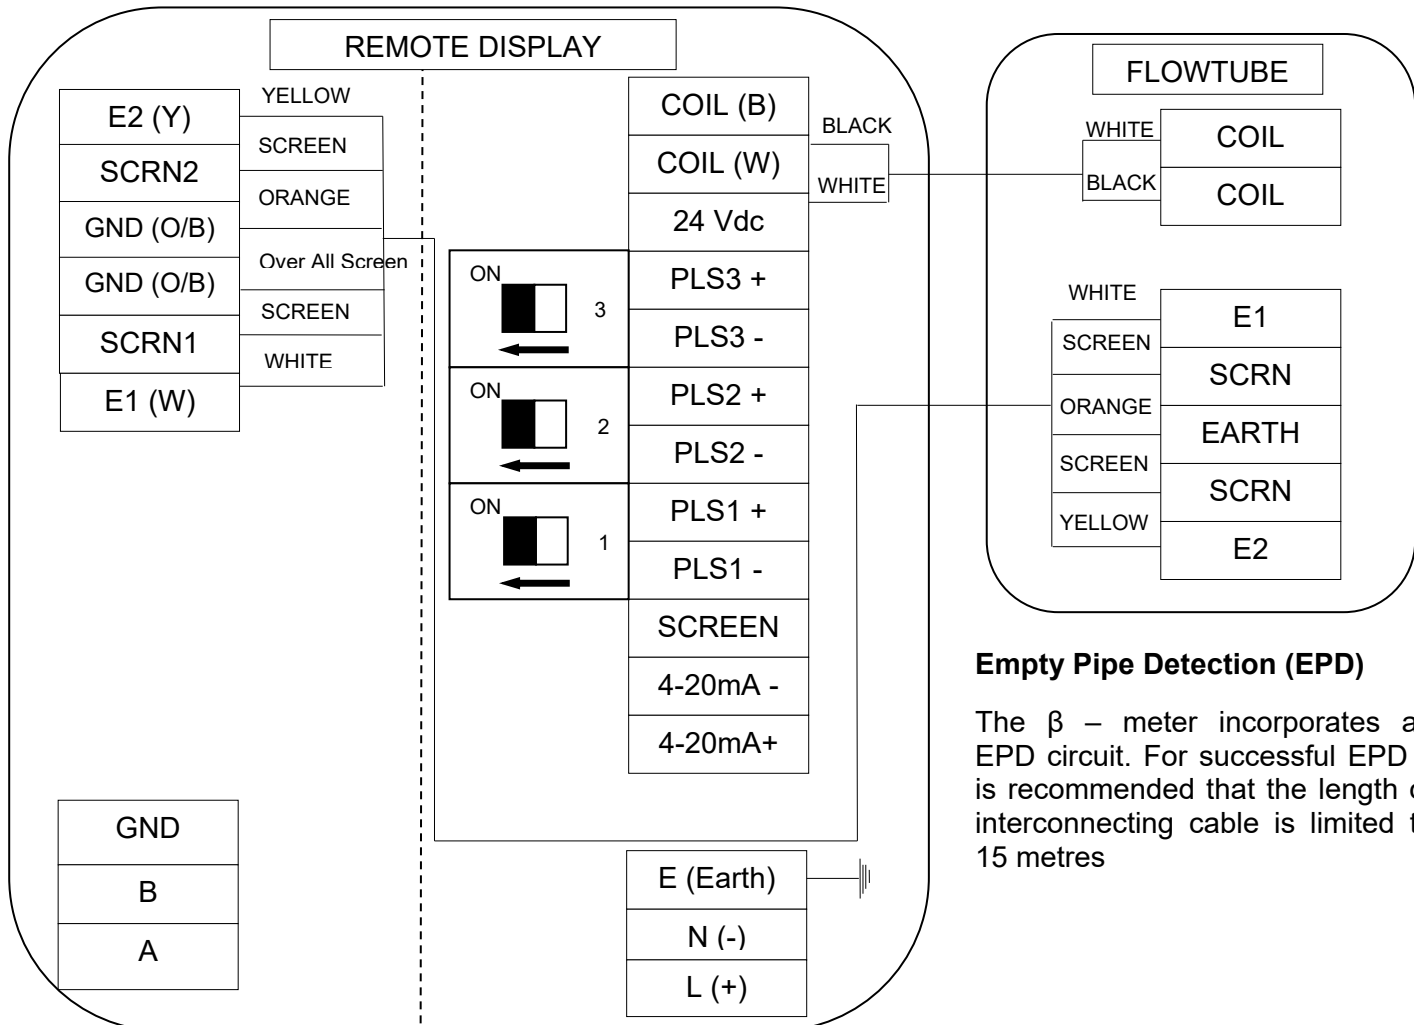 REMOTE DISPLAY
E2 (Y)
SCRN2
GND (O/B)
GND (O/B)
SCRN1
E1 (W)
YELLOW
SCREEN
ORANGE
Over All Screen
SCREEN
WHITE
GND
B
A
ON
3
ON
2
ON
1
COIL (B)
COIL (W)
24 Vdc
PLS3 +
PLS3 -
PLS2 +
PLS2 -
PLS1 +
PLS1 -
SCREEN
4-20mA -
4-20mA+
BLACK
WHITE
E (Earth)
N (-)
L (+)
FLOWTUBE
WHITE
BLACK
COIL
COIL
WHITE
SCREEN
ORANGE
SCREEN
YELLOW
E1
SCRN
EARTH
SCRN
E2
Empty Pipe Detection (EPD)
The β – meter incorporates a
EPD circuit. For successful EPD
is recommended that the length
interconnecting cable is limited
15 metres